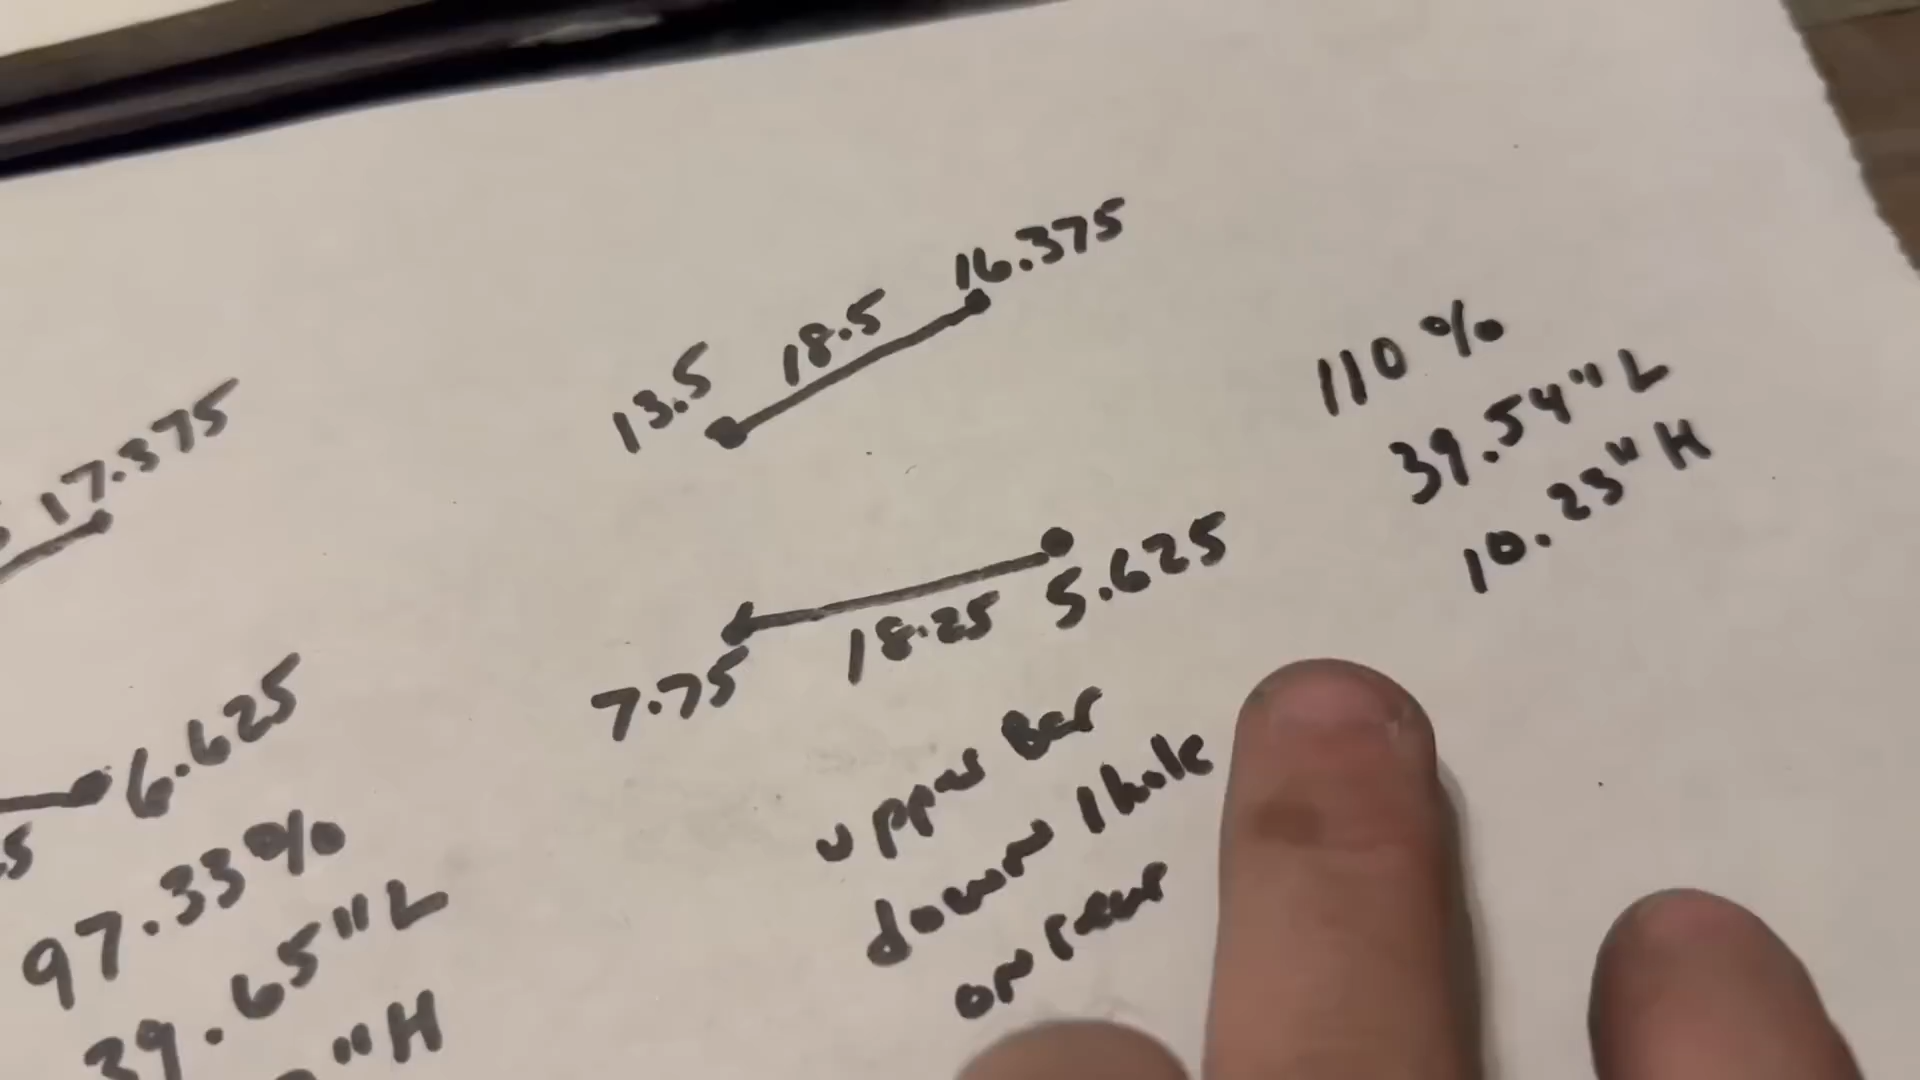 13.5 18.5 16.375
17.375
110%
39.54"L
10.23"H
7.75 18.25 5.625
upper Bar
down 1 hole
on rear
6.625
97.33%
39.65"L
"H